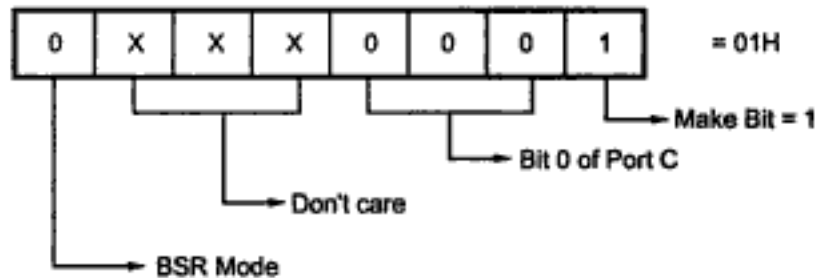 0 X X X 0 0 0 1 = 01H
Make Bit = 1
Bit 0 of Port C
Don't care
BSR Mode